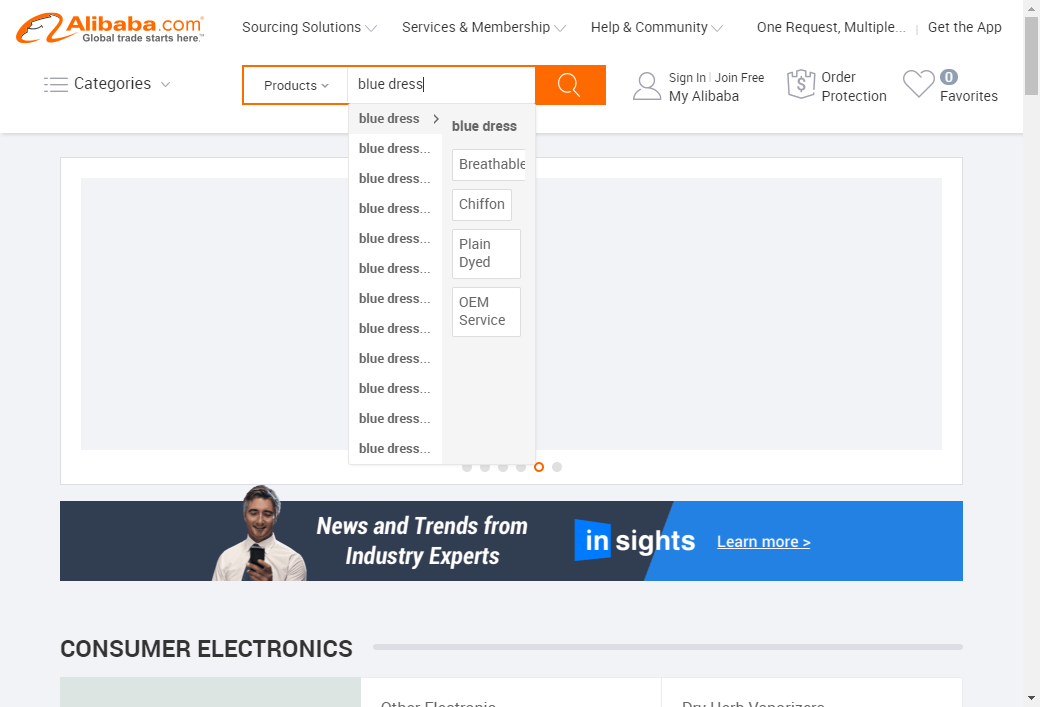 Alibaba.com
Global trade starts here.™
Sourcing Solutions
Services & Membership
Help & Community
One Request, Multiple...
Get the App
Categories
Products
blue dress
Sign In
Join Free
My Alibaba
Order
Protection
0
Favorites
blue dress
blue dress...
blue dress...
blue dress...
blue dress...
blue dress...
blue dress...
blue dress...
blue dress...
blue dress...
blue dress...
blue dress...
blue dress
Breathable
Chiffon
Plain
Dyed
OEM
Service
News and Trends from
Industry Experts
in sights
Learn more >
CONSUMER ELECTRONICS
Other Electronic
Dry Herb Vaporizers